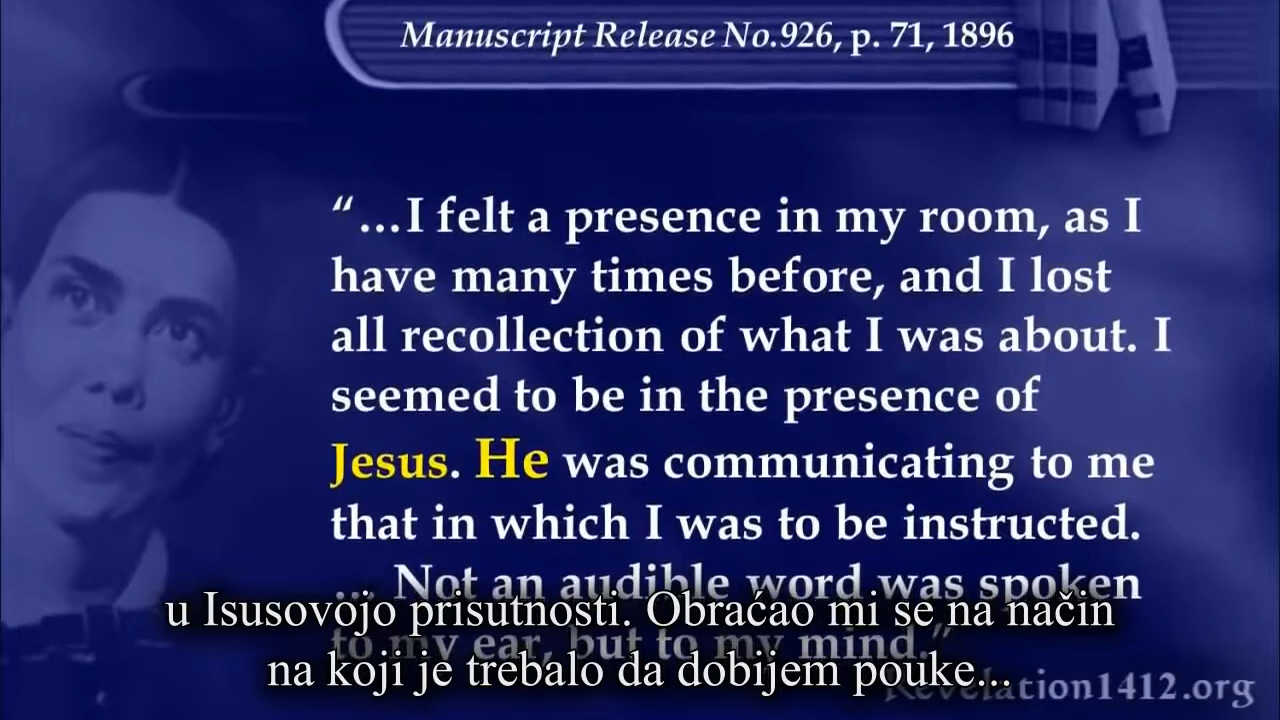 Manuscript Release No.926, p. 71, 1896
“…I felt a presence in my room, as I
have many times before, and I lost
all recollection of what I was about. I
seemed to be in the presence of
Jesus. He was communicating to me
that in which I was to be instructed.
… Not an audible word was spoken
to my ear, but to my mind.”
u Isusovojo prisutnosti. Obraćao mi se na način
na koji je trebalo da dobijem pouke...
Revelation1412.org